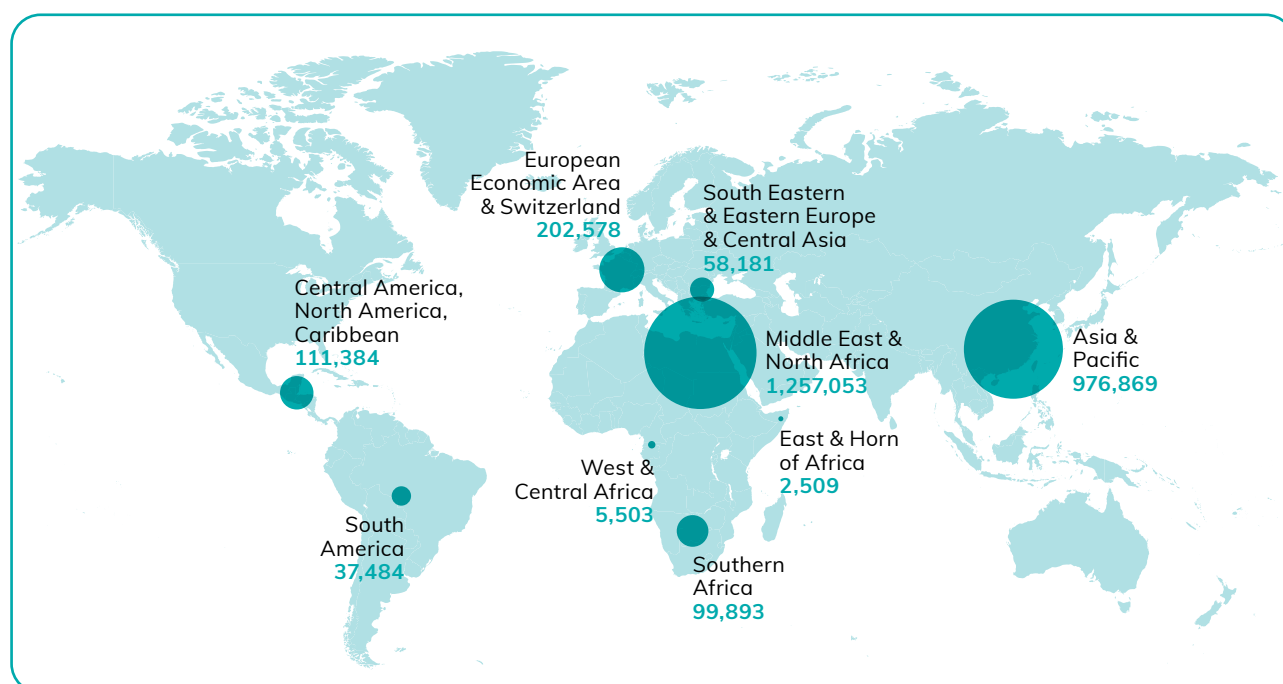 European
Economic Area
& Switzerland
202,578
South Eastern
& Eastern Europe
& Central Asia
58,181
Central America,
North America,
Caribbean
111,384
Middle East &
North Africa
1,257,053
Asia &
Pacific
976,869
East & Horn
of Africa
2,509
West &
Central Africa
5,503
South
America
37,484
Southern
Africa
99,893